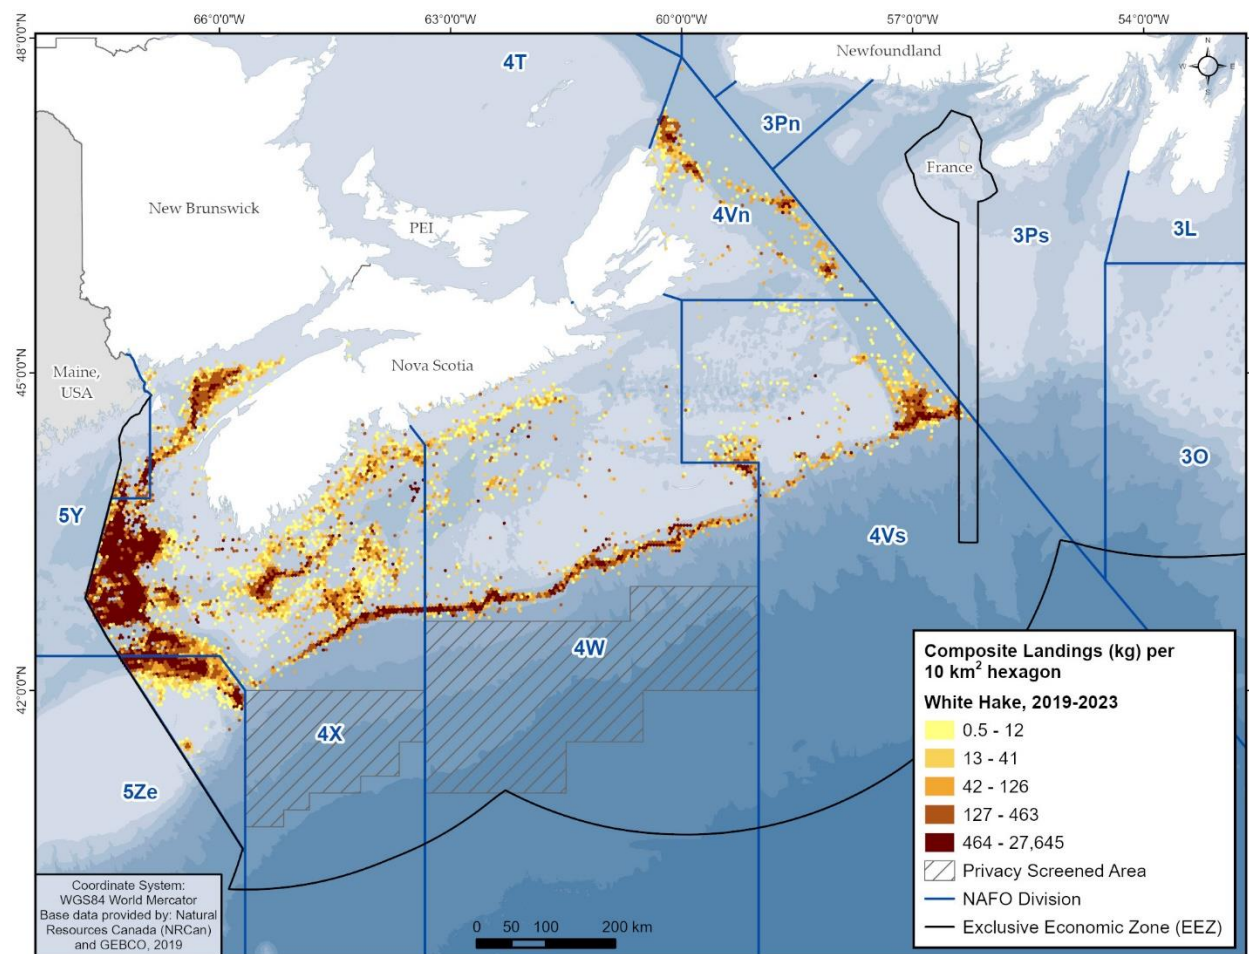 66°0'0"W 63°0'0"W 60°0'0"W 57°0'0"W 54°0'0"W
48°0'0"N
45°0'0"N
42°0'0"N
N
W E
S
4T
Newfoundland
3Pn
France
New Brunswick
PEI
4Vn
3Ps
3L
Maine,
USA
Nova Scotia
3O
5Y
4Vs
4W
4X
5Ze
Composite Landings (kg) per
10 km² hexagon
White Hake, 2019-2023
0.5 - 12
13 - 41
42 - 126
127 - 463
464 - 27,645
Privacy Screened Area
NAFO Division
Exclusive Economic Zone (EEZ)
Coordinate System:
WGS84 World Mercator
Base data provided by: Natural
Resources Canada (NRCan)
and GEBCO, 2019
0 50 100 200 km